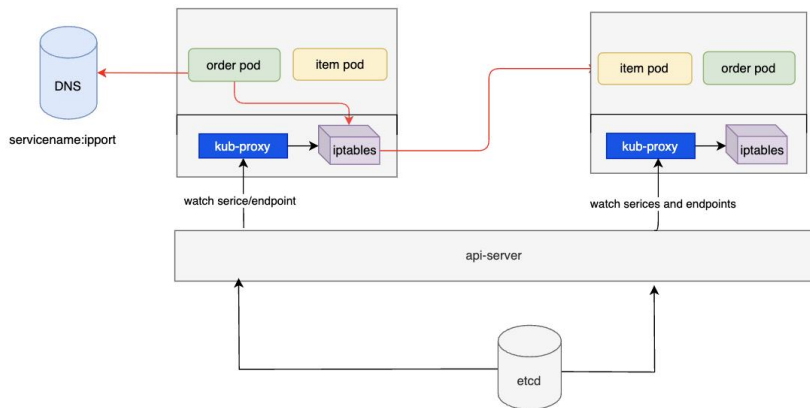 order pod
item pod
item pod
order pod
DNS
servicename:ipport
kub-proxy
iptables
kub-proxy
iptables
watch serice/endpoint
watch serices and endpoints
api-server
etcd